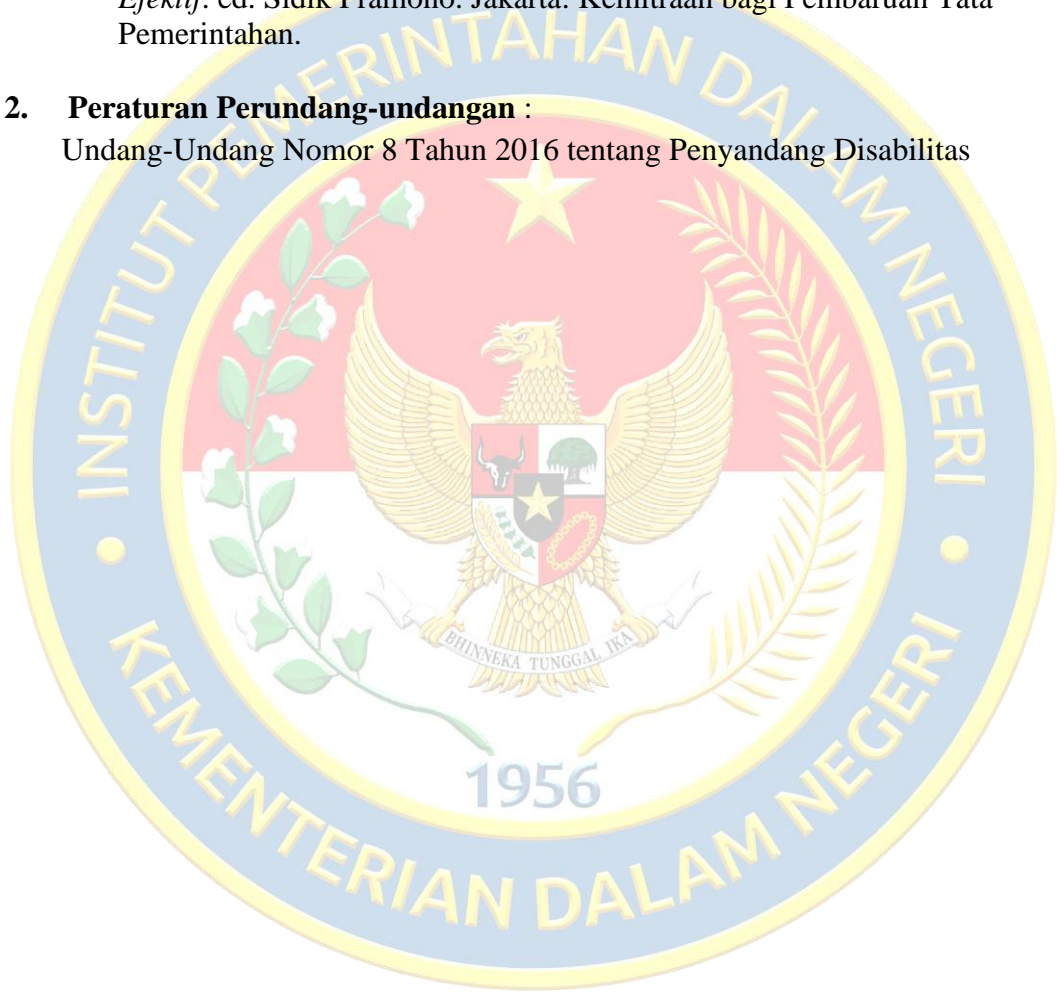 Efektif. ed. Sidik Pramono. Jakarta: Kemitraan bagi Pembaruan Tata
Pemerintahan.
2. Peraturan Perundang-undangan :
Undang-Undang Nomor 8 Tahun 2016 tentang Penyandang Disabilitas
INSTITUT PEMERINTAHAN DALAM NEGERI
BHINNEKA TUNGGAL IKA
1956
KEMENTERIAN DALAM NEGERI